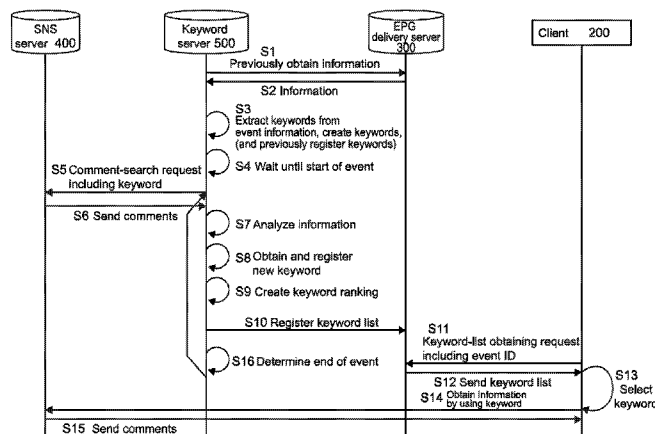 SNS
server 400
Keyword
server 500
EPG
delivery server
300
Client 200
S1
Previously obtain information
S2 Information
S3
Extract keywords from
event information, create keywords,
(and previously register keywords)
S4 Wait until start of event
S5 Comment-search request
including keyword
S6 Send comments
S7 Analyze information
S8 Obtain and register
new keyword
S9 Create keyword ranking
S10 Register keyword list
S11
Keyword-list obtaining request
including event ID
S16 Determine end of event
S12 Send keyword list
S13
Select
keyword
S14 Obtain information
by using keyword
S15 Send comments